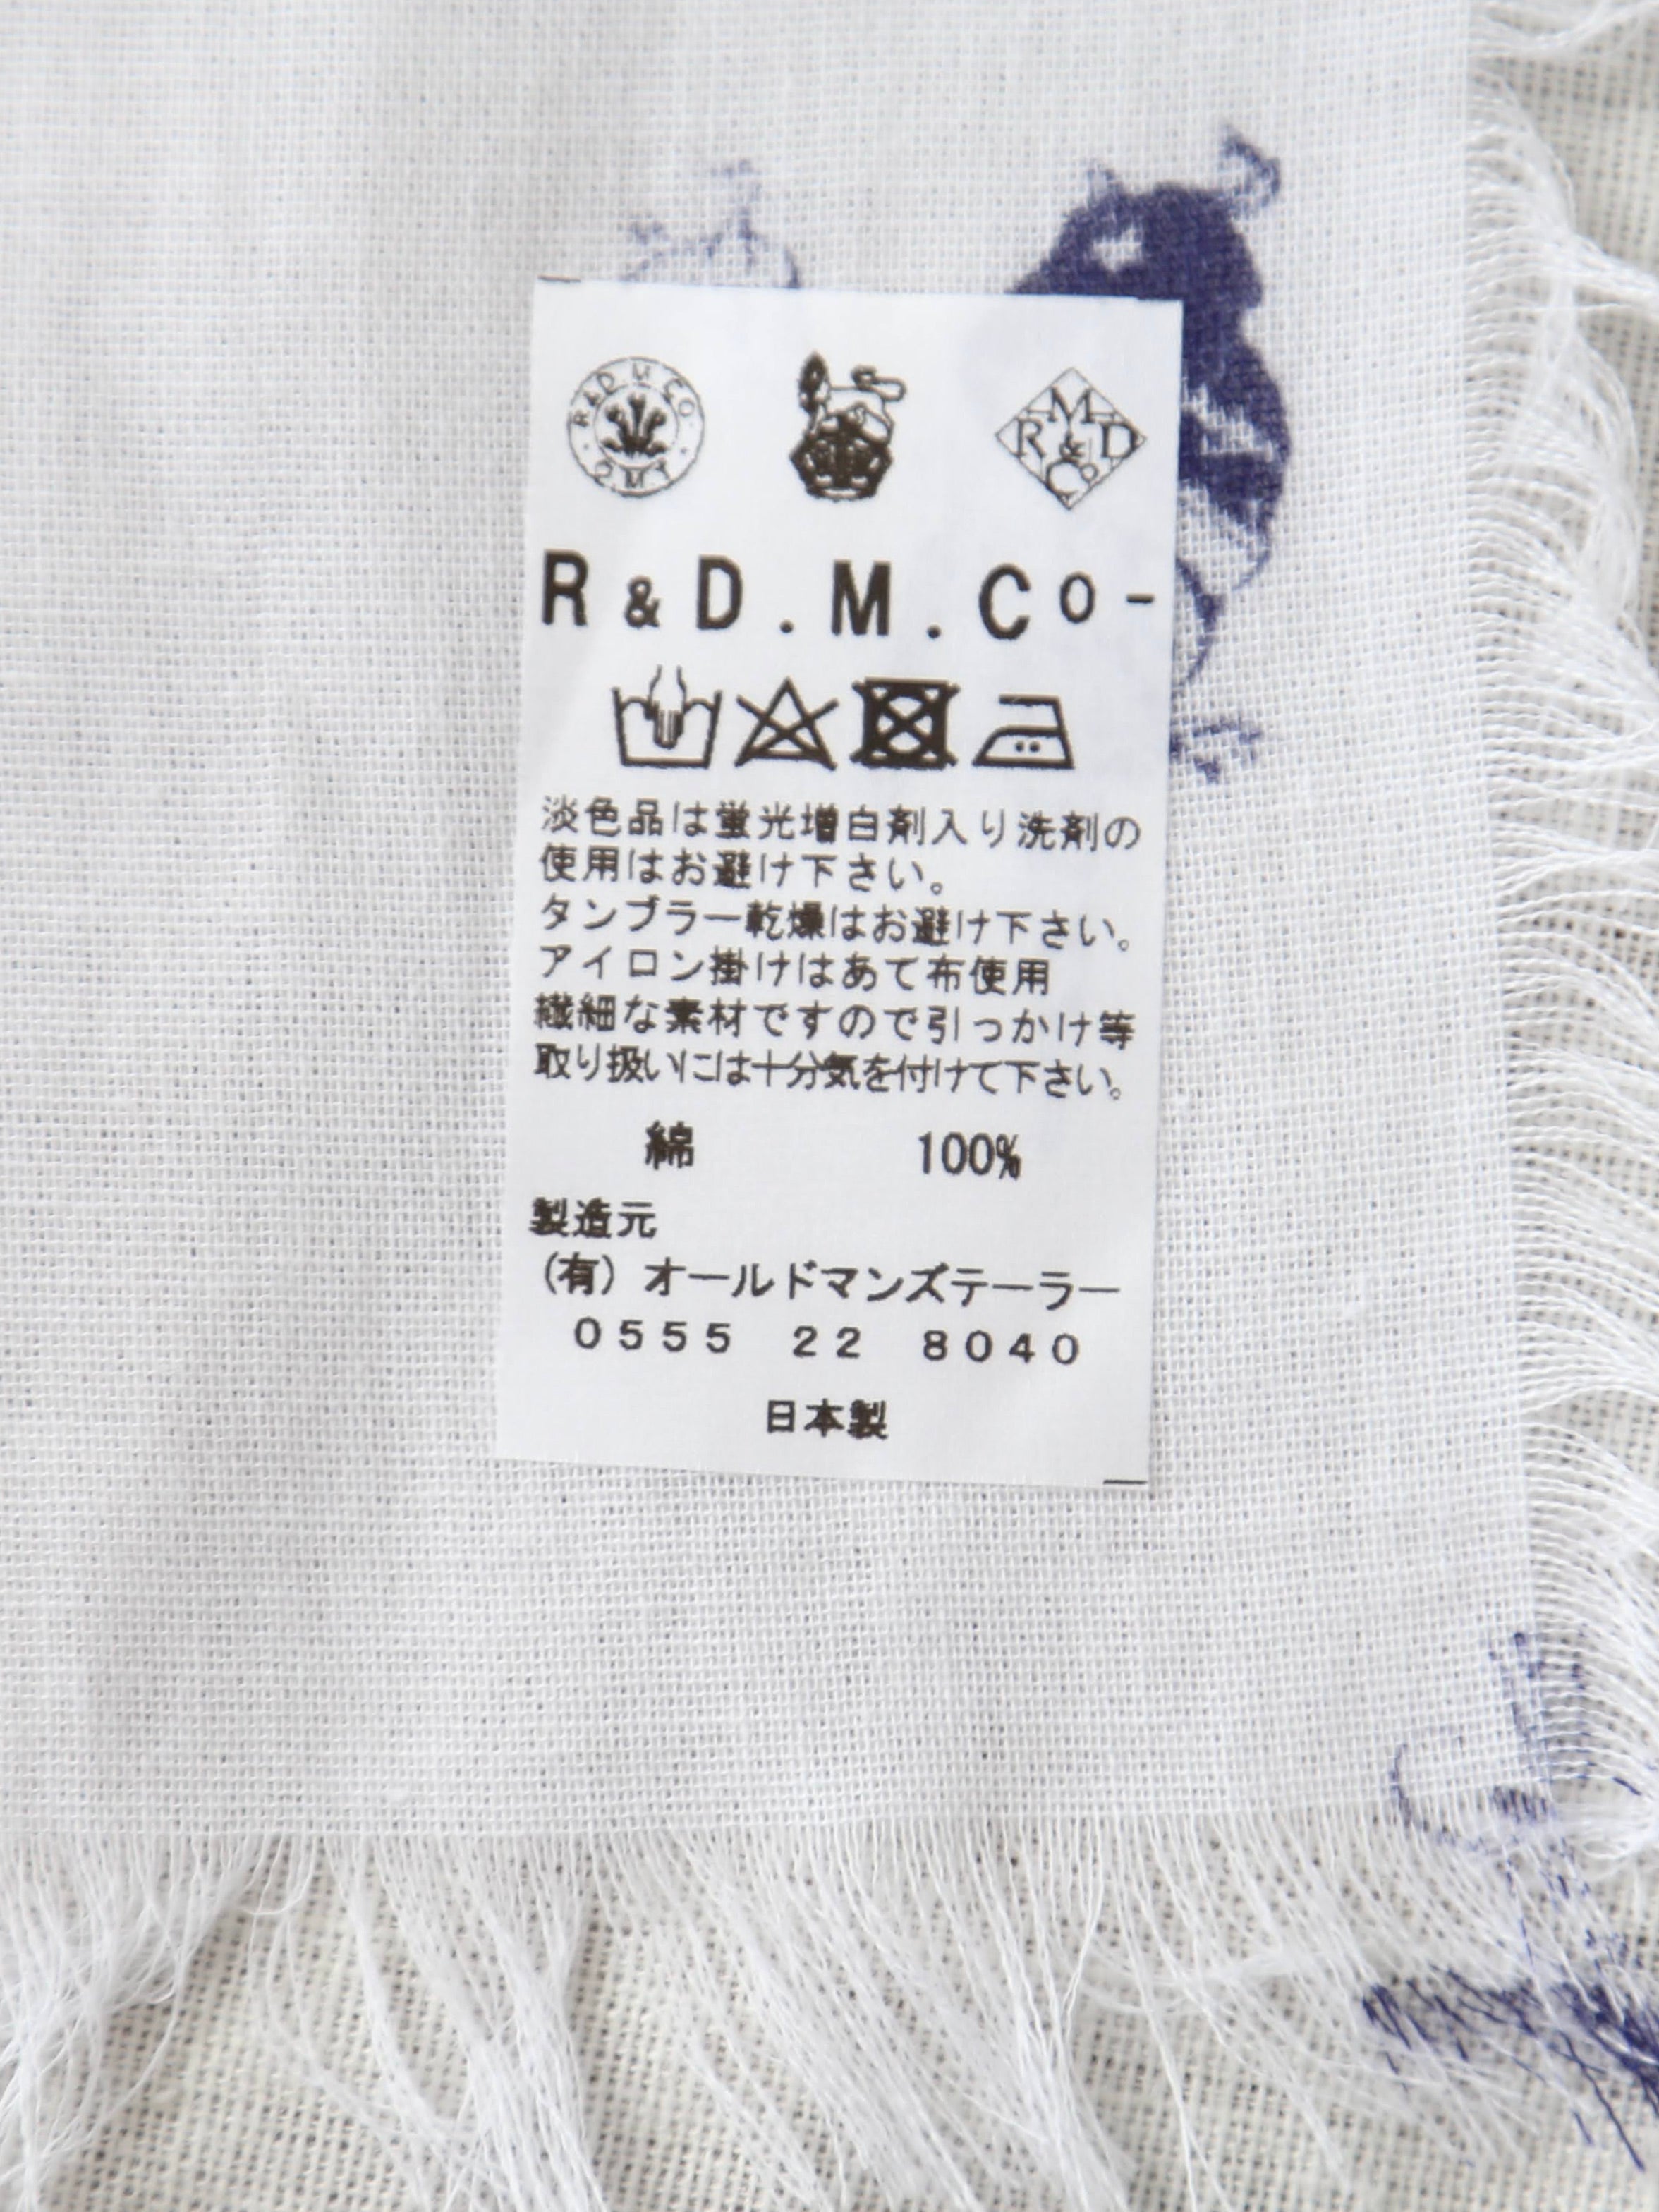 R&D.M.CO
OMT
M
R & D
Co
R&D.M.Co-
淡色品は蛍光増白剤入り洗剤の
使用はお避け下さい。
タンブラー乾燥はお避け下さい。
アイロン掛けはあて布使用
繊細な素材ですので引っかけ等
取り扱いには十分気を付けて下さい。
綿 100%
製造元
(有) オールドマンズテーラー
0555 22 8040
日本製